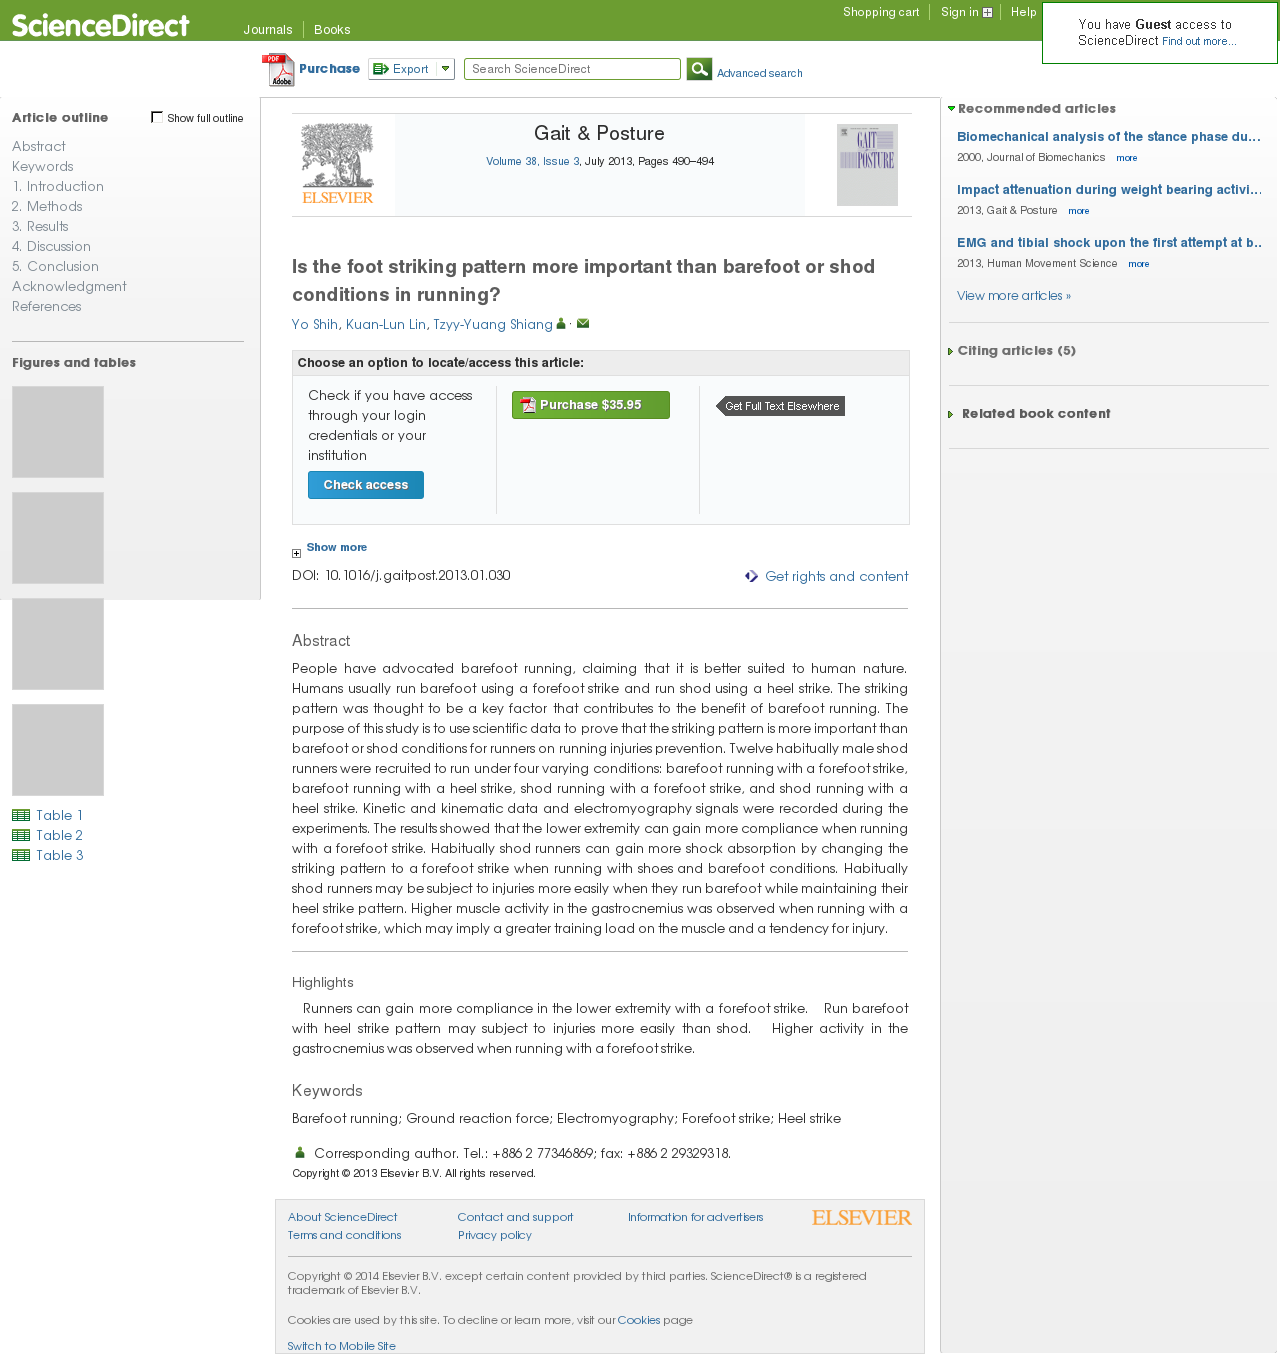 ScienceDirect
Journals
Books
Shopping cart
Sign in
Help
You have Guest access to
ScienceDirect Find out more...
PDF
Adobe
Purchase
Export
Search ScienceDirect
Advanced search
Article outline
Show full outline
Abstract
Keywords
1. Introduction
2. Methods
3. Results
4. Discussion
5. Conclusion
Acknowledgment
References
Figures and tables
Table 1
Table 2
Table 3
ELSEVIER
Gait & Posture
Volume 38, Issue 3, July 2013, Pages 490–494
GAIT
POSTURE
Is the foot striking pattern more important than barefoot or shod
conditions in running?
Yo Shih, Kuan-Lun Lin, Tzyy-Yuang Shiang
Choose an option to locate/access this article:
Check if you have access
through your login
credentials or your
institution
Check access
Purchase $35.95
Get Full Text Elsewhere
Show more
DOI: 10.1016/j.gaitpost.2013.01.030
Get rights and content
Abstract
People have advocated barefoot running, claiming that it is better suited to human nature.
Humans usually run barefoot using a forefoot strike and run shod using a heel strike. The striking
pattern was thought to be a key factor that contributes to the benefit of barefoot running. The
purpose of this study is to use scientific data to prove that the striking pattern is more important than
barefoot or shod conditions for runners on running injuries prevention. Twelve habitually male shod
runners were recruited to run under four varying conditions: barefoot running with a forefoot strike,
barefoot running with a heel strike, shod running with a forefoot strike, and shod running with a
heel strike. Kinetic and kinematic data and electromyography signals were recorded during the
experiments. The results showed that the lower extremity can gain more compliance when running
with a forefoot strike. Habitually shod runners can gain more shock absorption by changing the
striking pattern to a forefoot strike when running with shoes and barefoot conditions. Habitually
shod runners may be subject to injuries more easily when they run barefoot while maintaining their
heel strike pattern. Higher muscle activity in the gastrocnemius was observed when running with a
forefoot strike, which may imply a greater training load on the muscle and a tendency for injury.
Highlights
Runners can gain more compliance in the lower extremity with a forefoot strike. Run barefoot
with heel strike pattern may subject to injuries more easily than shod. Higher activity in the
gastrocnemius was observed when running with a forefoot strike.
Keywords
Barefoot running; Ground reaction force; Electromyography; Forefoot strike; Heel strike
Corresponding author. Tel.: +886 2 77346869; fax: +886 2 29329318.
Copyright © 2013 Elsevier B.V. All rights reserved.
Recommended articles
Biomechanical analysis of the stance phase du...
2000, Journal of Biomechanics more
Impact attenuation during weight bearing activi...
2013, Gait & Posture more
EMG and tibial shock upon the first attempt at b...
2013, Human Movement Science more
View more articles »
Citing articles (5)
Related book content
About ScienceDirect
Contact and support
Information for advertisers
ELSEVIER
Terms and conditions
Privacy policy
Copyright © 2014 Elsevier B.V. except certain content provided by third parties. ScienceDirect® is a registered
trademark of Elsevier B.V.
Cookies are used by this site. To decline or learn more, visit our Cookies page
Switch to Mobile Site